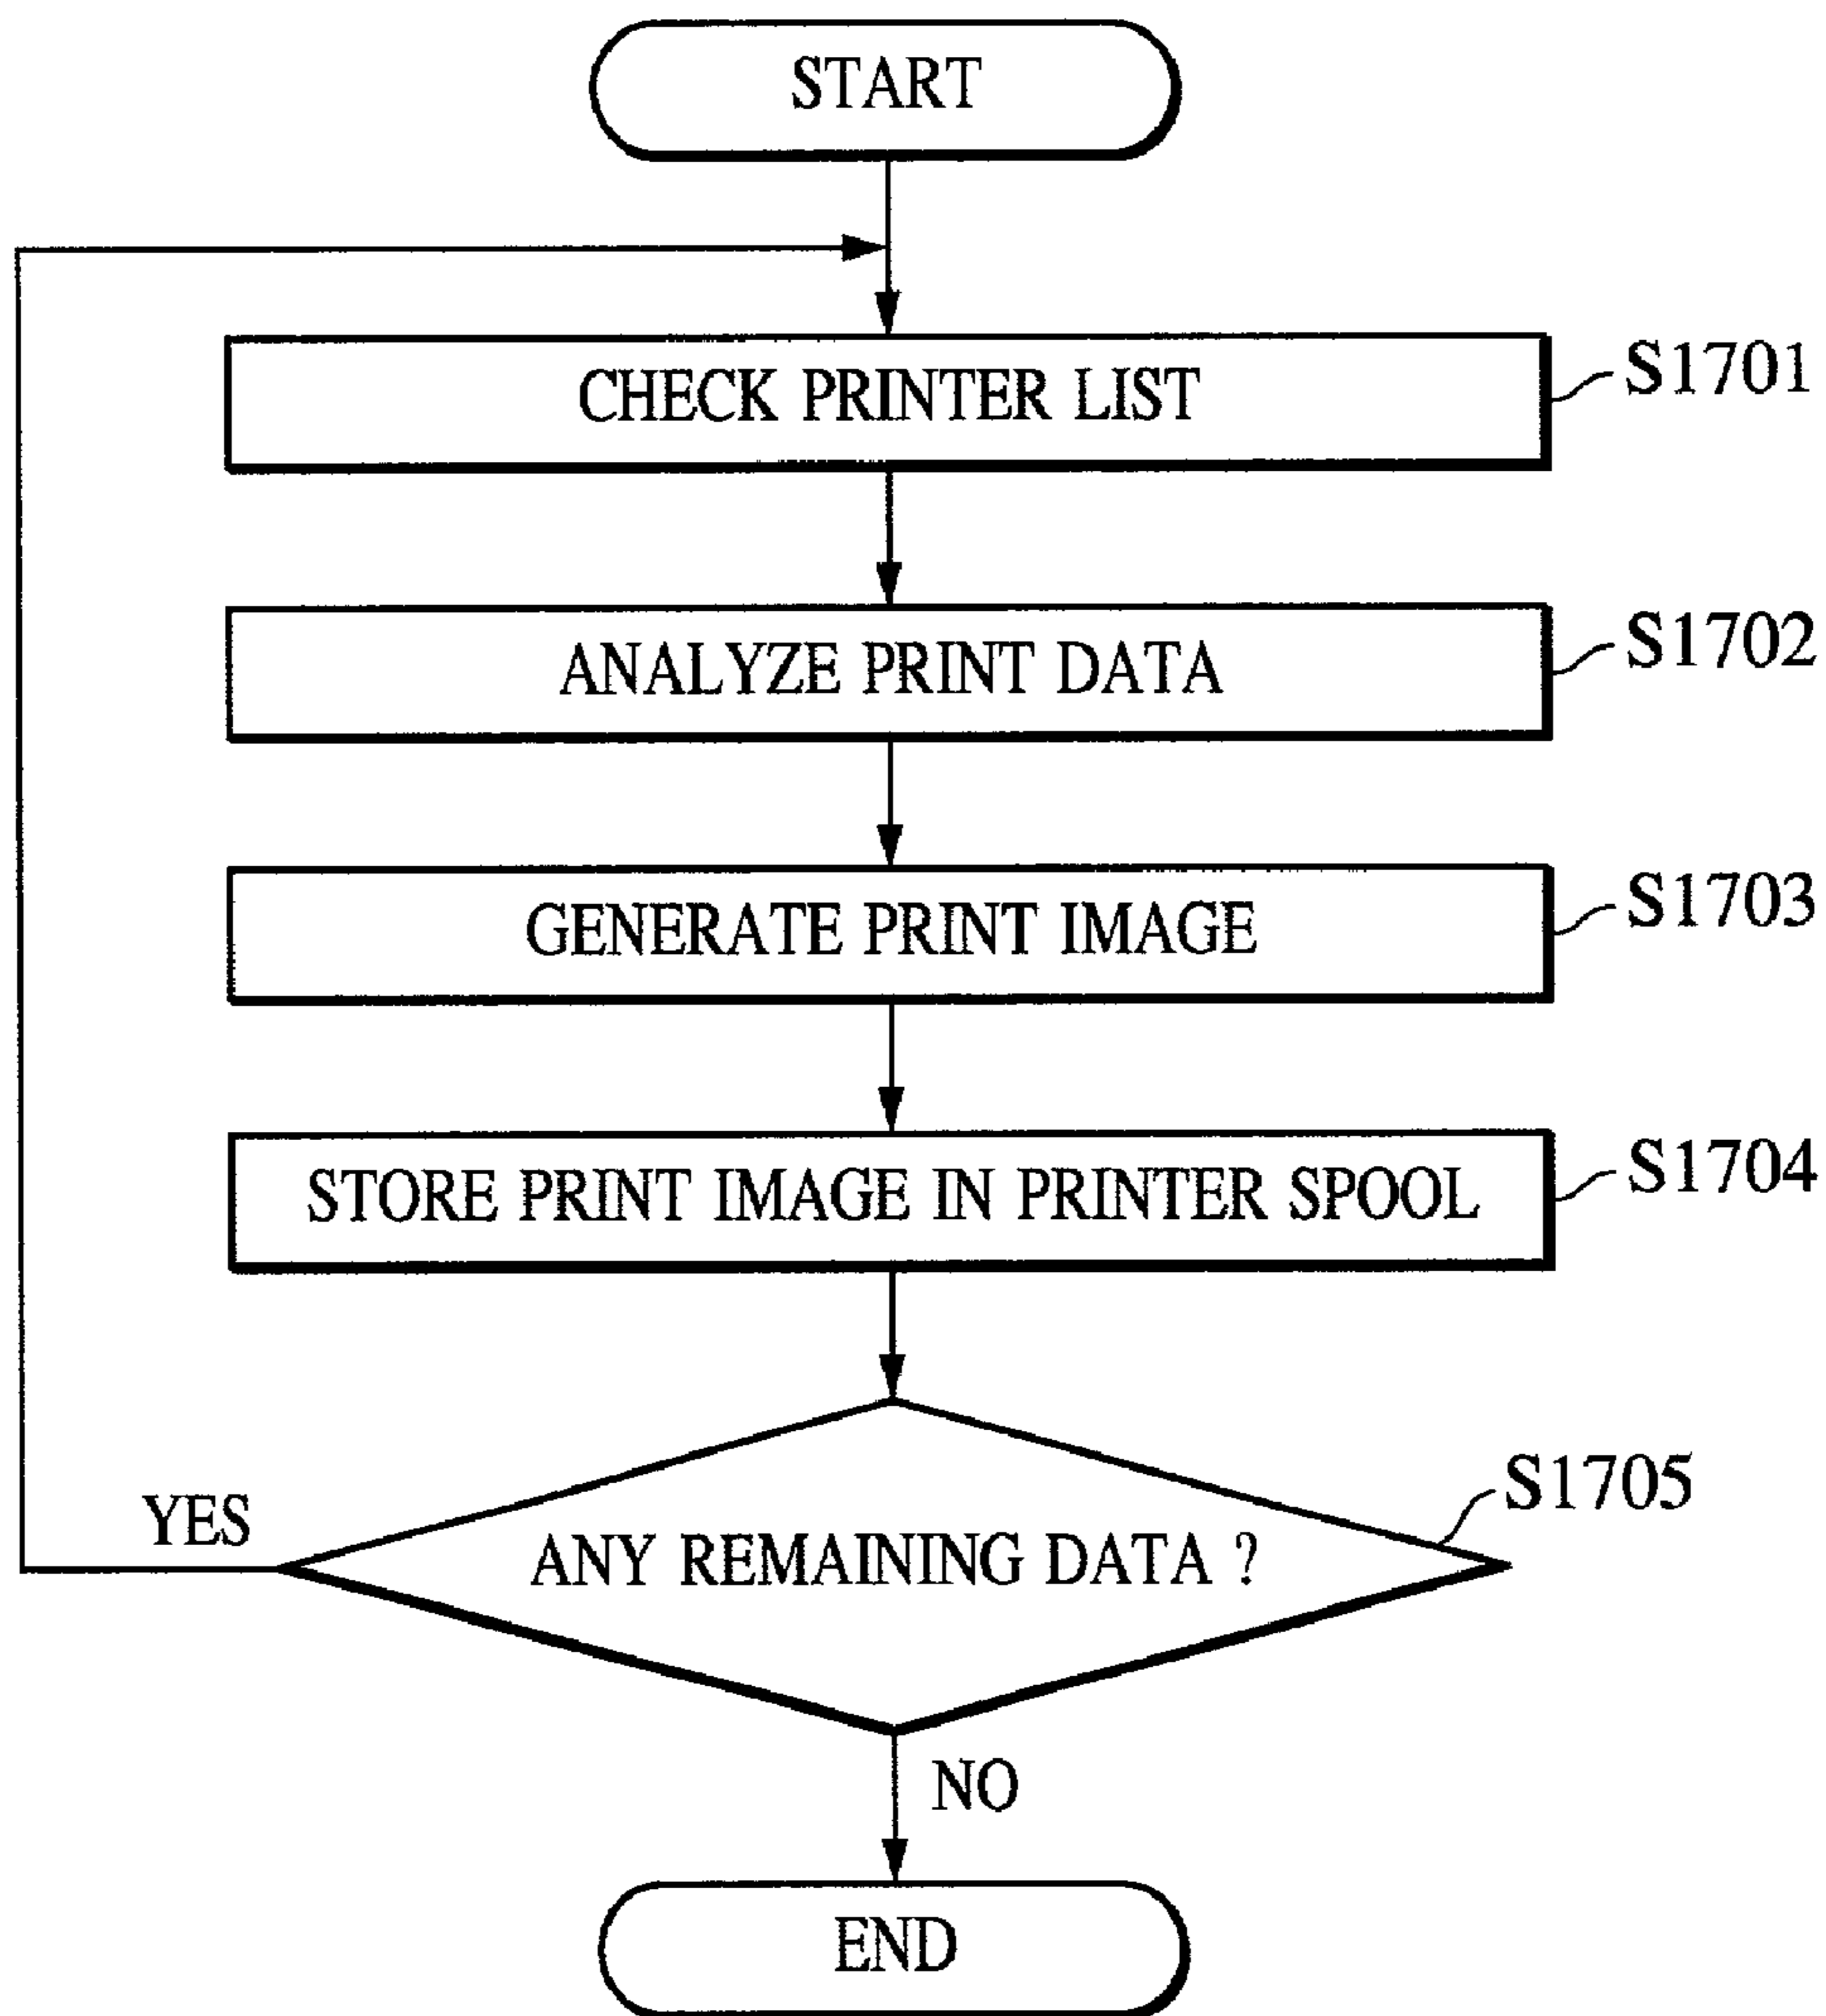 START
CHECK PRINTER LIST
S1701
ANALYZE PRINT DATA
S1702
GENERATE PRINT IMAGE
S1703
STORE PRINT IMAGE IN PRINTER SPOOL
S1704
S1705
YES
ANY REMAINING DATA ?
NO
END